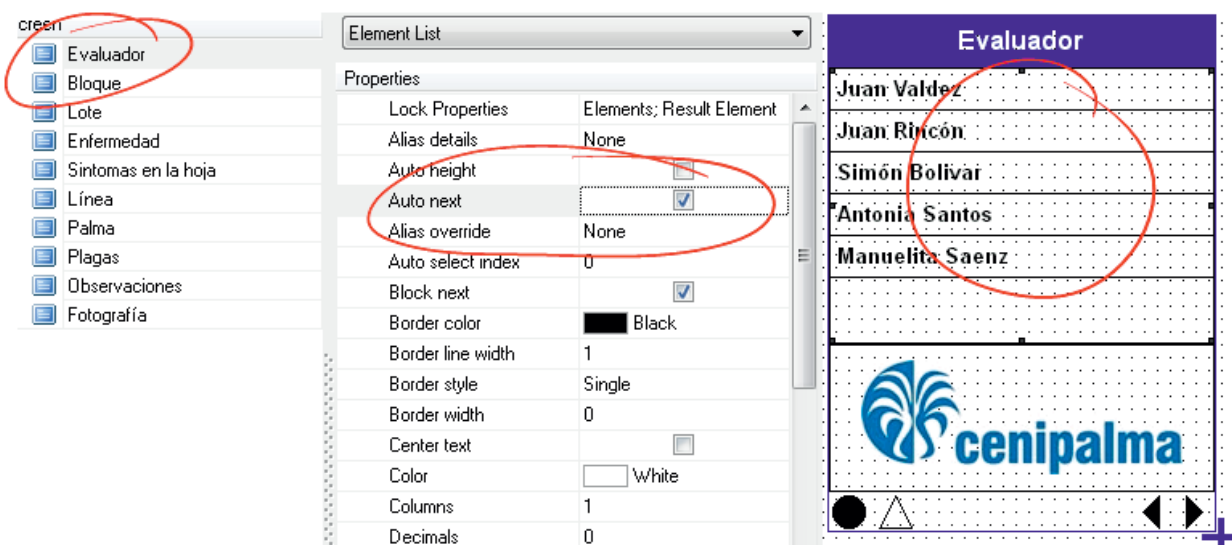 creen
Evaluador
Bloque
Lote
Enfermedad
Sintomas en la hoja
Línea
Palma
Plagas
Observaciones
Fotografía
Element List
Properties
Lock Properties Elements; Result Element
Alias details None
Auto height
Auto next
Alias override None
Auto select index 0
Block next
Border color Black
Border line width 1
Border style Single
Border width 0
Center text
Color White
Columns 1
Decimals 0
Evaluador
Juan Valdez
Juan Rincón
Simón Bolivar
Antonia Santos
Manuelita Saenz
cenipalma